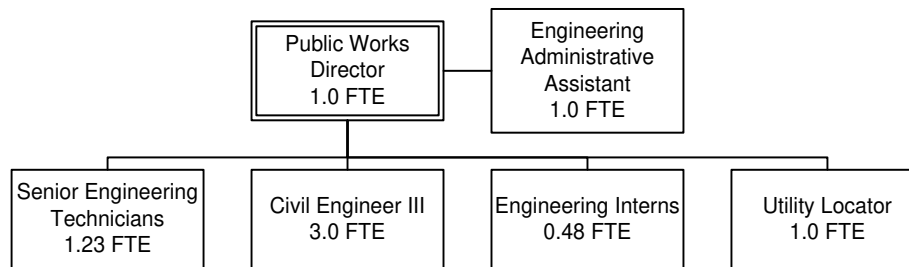 Public Works
Director
1.0 FTE
Engineering
Administrative
Assistant
1.0 FTE
Senior Engineering
Technicians
1.23 FTE
Civil Engineer III
3.0 FTE
Engineering Interns
0.48 FTE
Utility Locator
1.0 FTE